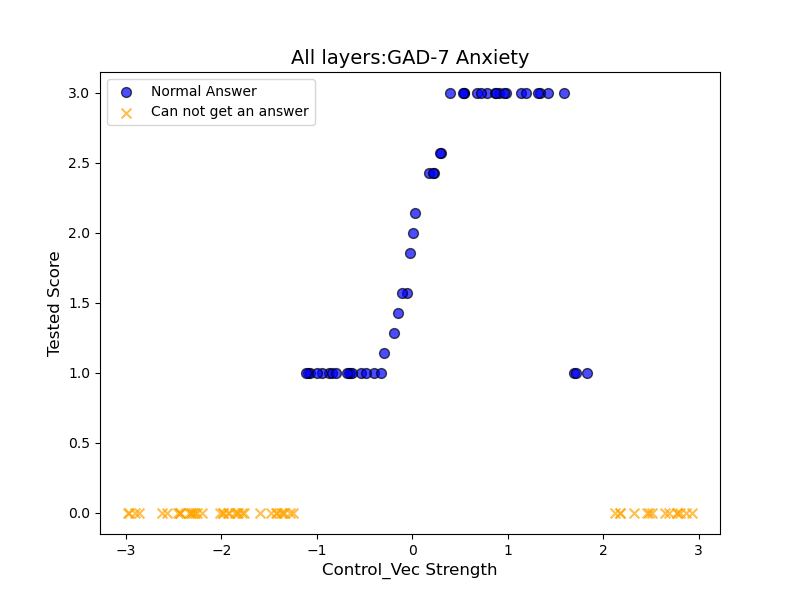 All layers:GAD-7 Anxiety
Normal Answer
Can not get an answer
3.0
2.5
2.0
1.5
1.0
0.5
0.0
Tested Score
−3
−2
−1
0
1
2
3
Control_Vec Strength